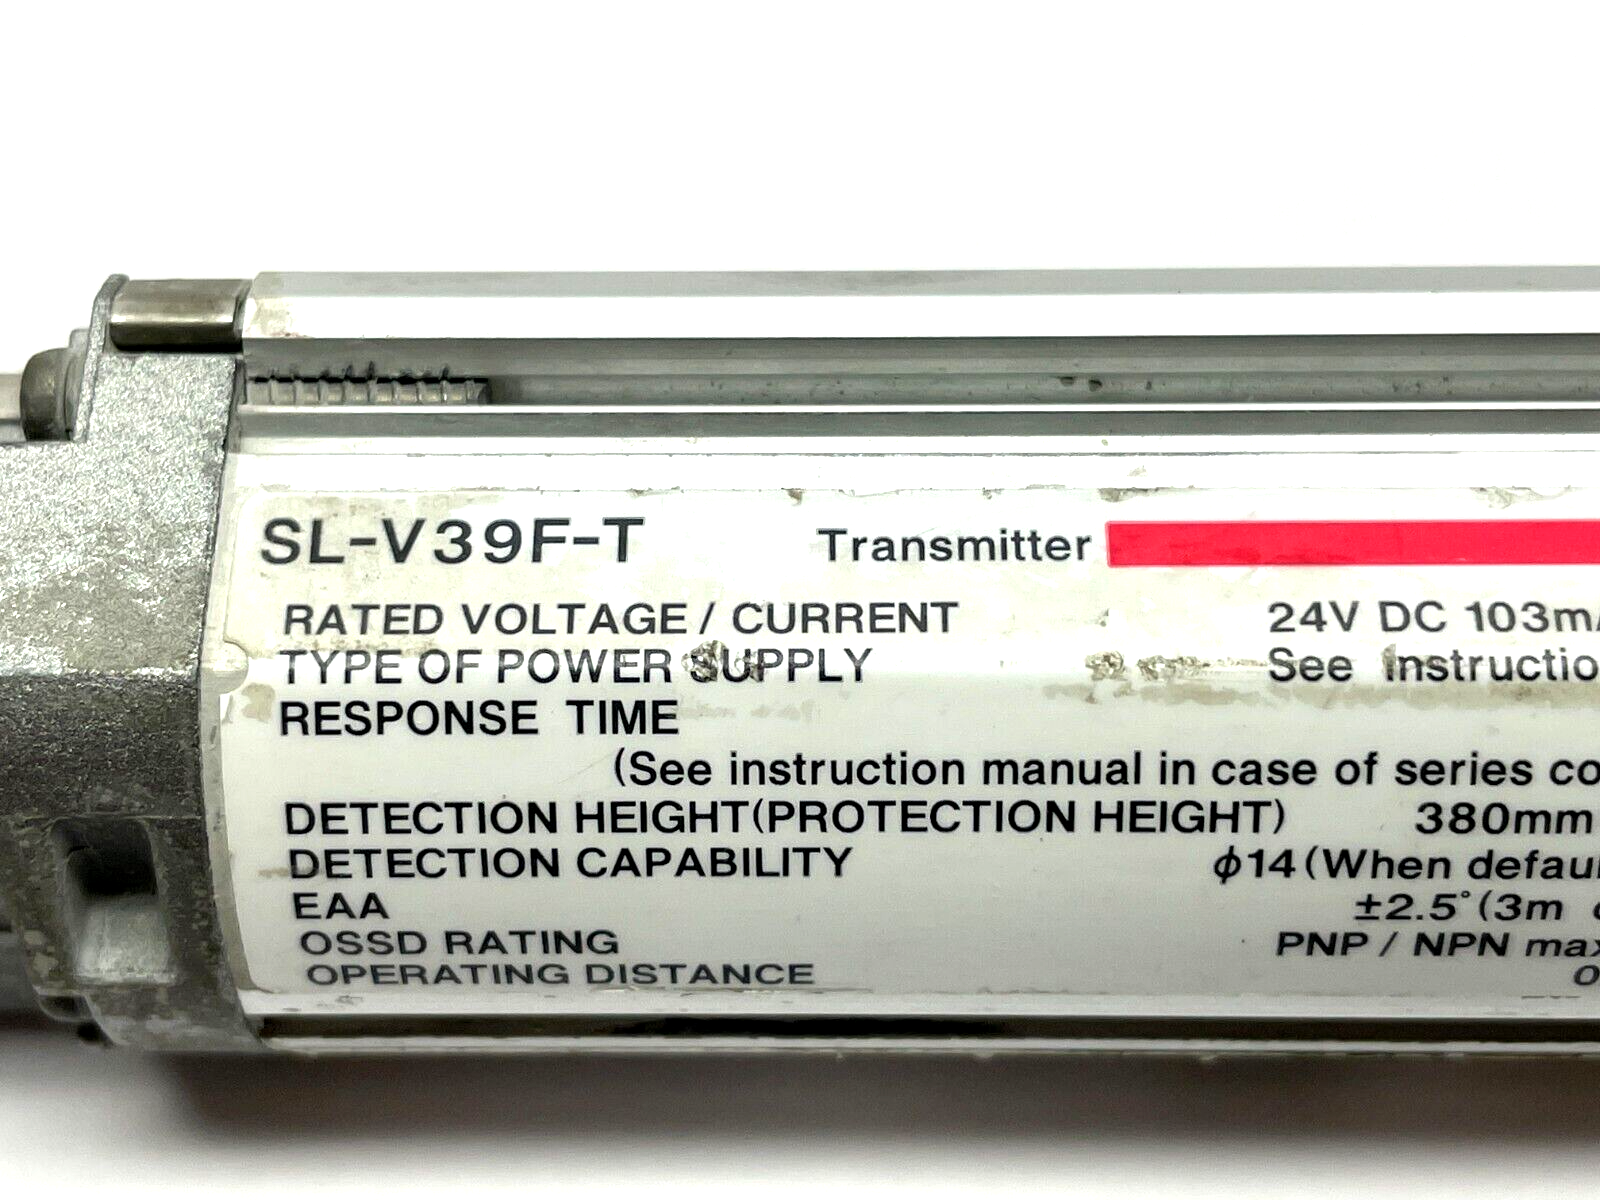 SL-V39F-T Transmitter
RATED VOLTAGE / CURRENT 24V DC 103m
TYPE OF POWER SUPPLY See Instructio
RESPONSE TIME
(See instruction manual in case of series co
DETECTION HEIGHT(PROTECTION HEIGHT) 380mm
DETECTION CAPABILITY ϕ14(When defau
EAA ±2.5°(3m
OSSD RATING PNP / NPN max
OPERATING DISTANCE 0